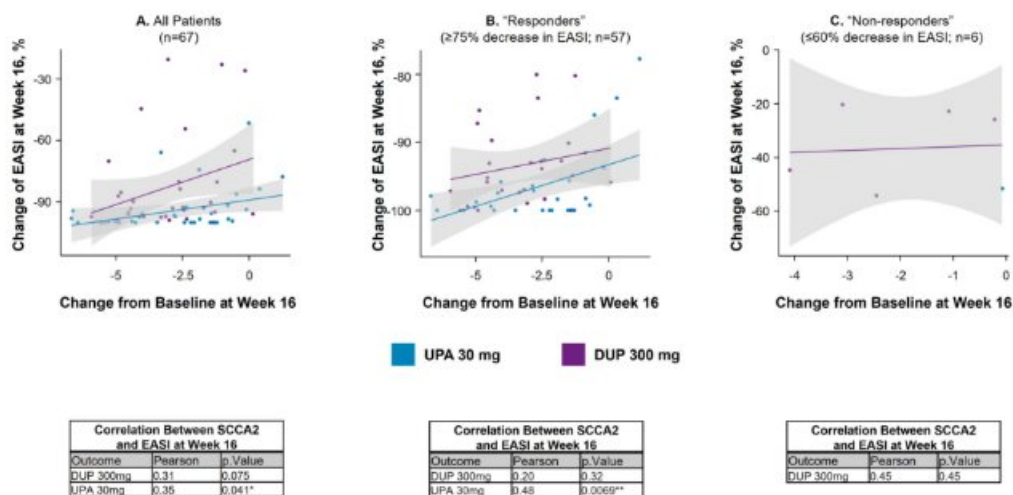 A. All Patients
(n=67)
Change of EASI at Week 16, %
-30
-60
-90
-5
-2.5
0
Change from Baseline at Week 16
B. "Responders"
(≥75% decrease in EASI; n=57)
Change of EASI at Week 16, %
-80
-90
-100
-5
-2.5
0
Change from Baseline at Week 16
C. "Non-responders"
(≤60% decrease in EASI; n=6)
Change of EASI at Week 16, %
0
-20
-40
-60
-4
-3
-2
-1
0
Change from Baseline at Week 16
UPA 30 mg
DUP 300 mg
Correlation Between SCCA2
and EASI at Week 16
Outcome Pearson p.Value
DUP 300mg 0.31 0.075
UPA 30mg 0.35 0.041*
Correlation Between SCCA2
and EASI at Week 16
Outcome Pearson p.Value
DUP 300mg 0.20 0.32
UPA 30mg 0.48 0.0069**
Correlation Between SCCA2
and EASI at Week 16
Outcome Pearson p.Value
DUP 300mg 0.45 0.45